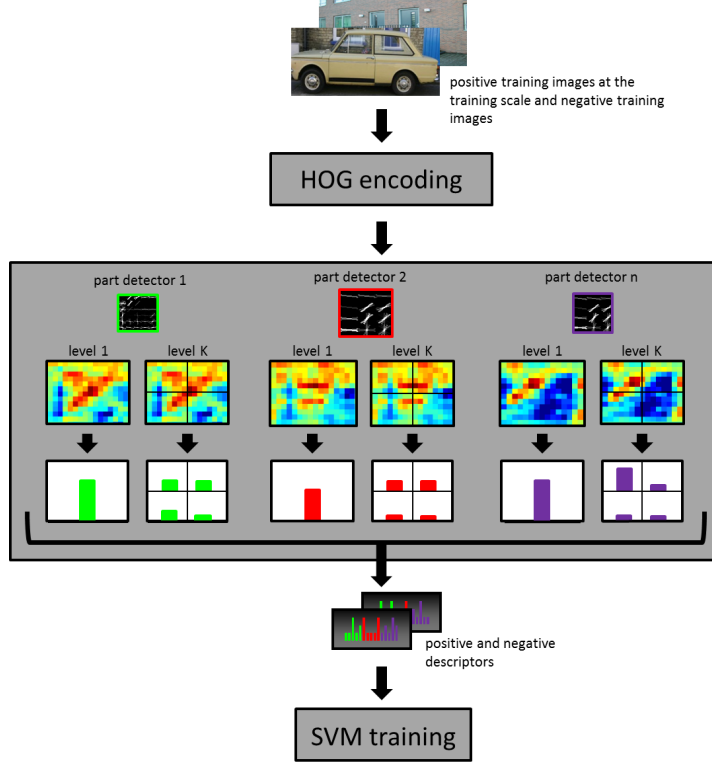 positive training images at the
training scale and negative training
images
HOG encoding
part detector 1
part detector 2
part detector n
level 1
level K
level 1
level K
level 1
level K
positive and negative
descriptors
SVM training